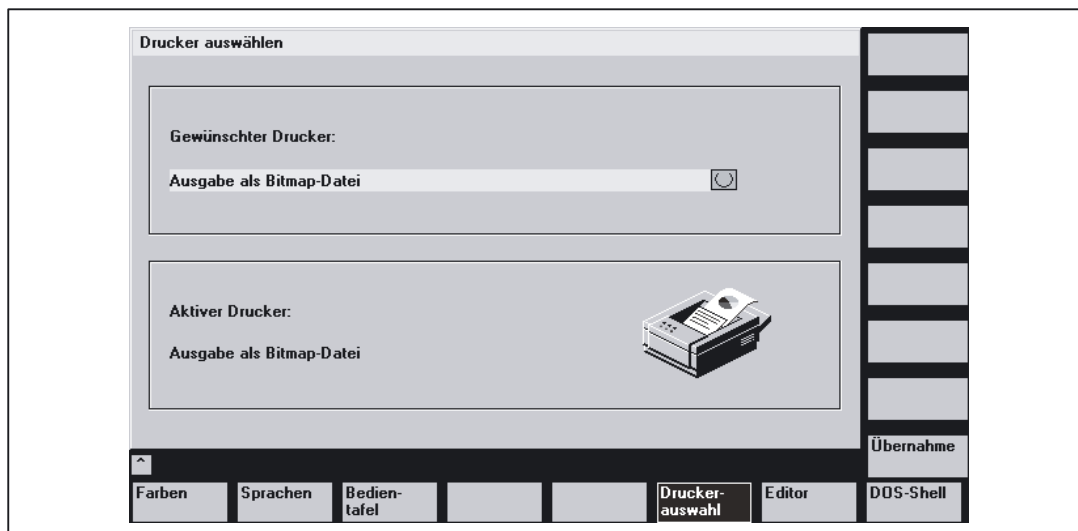 Drucker auswählen
Gewünschter Drucker:
Ausgabe als Bitmap-Datei
Aktiver Drucker:
Ausgabe als Bitmap-Datei
Übernahme
^
Farben
Sprachen
Bedien-
tafel
Drucker-
auswahl
Editor
DOS-Shell